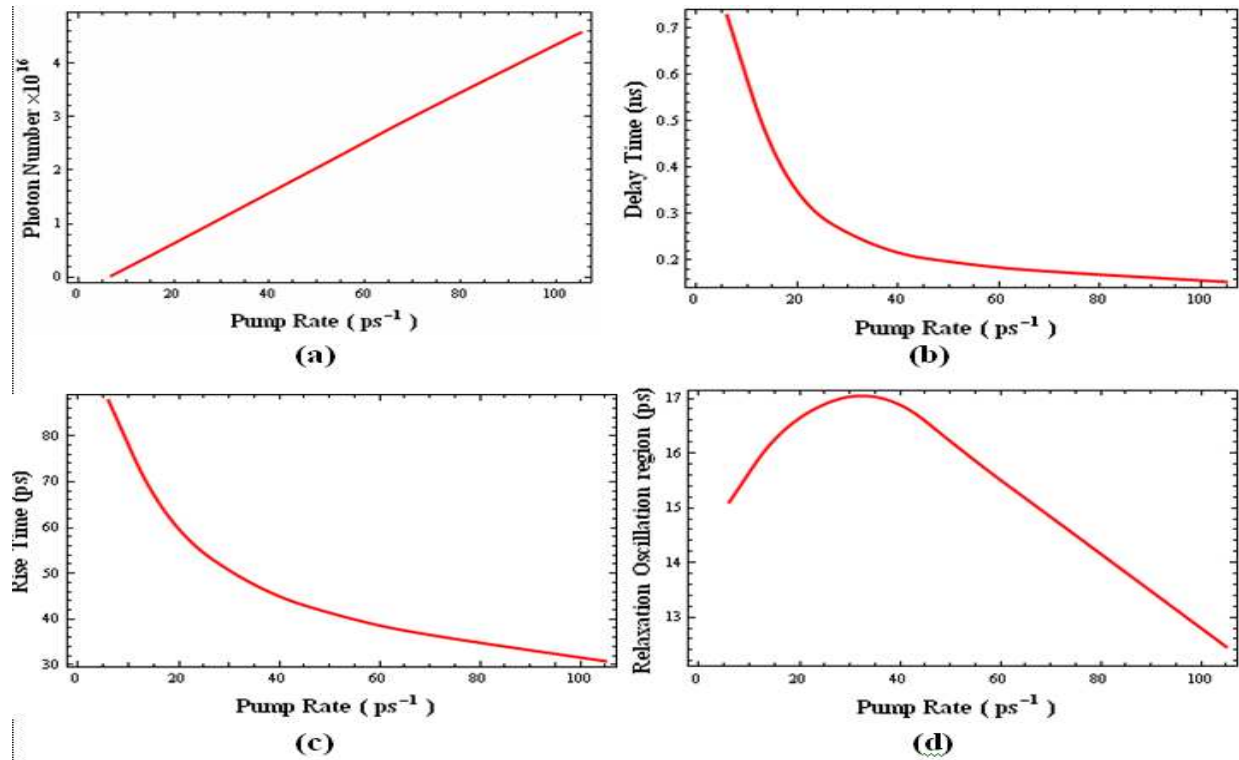 4
3
2
1
0
Photon Number ×10^16
0 20 40 60 80 100
Pump Rate ( ps⁻¹ )
(a)
0.7
0.6
0.5
0.4
0.3
0.2
Delay Time (ns)
0 20 40 60 80 100
Pump Rate ( ps⁻¹ )
(b)
80
70
60
50
40
30
Rise Time (ps)
0 20 40 60 80 100
Pump Rate ( ps⁻¹ )
(c)
17
16
15
14
13
Relaxation Oscillation region (ps)
0 20 40 60 80 100
Pump Rate ( ps⁻¹ )
(d)